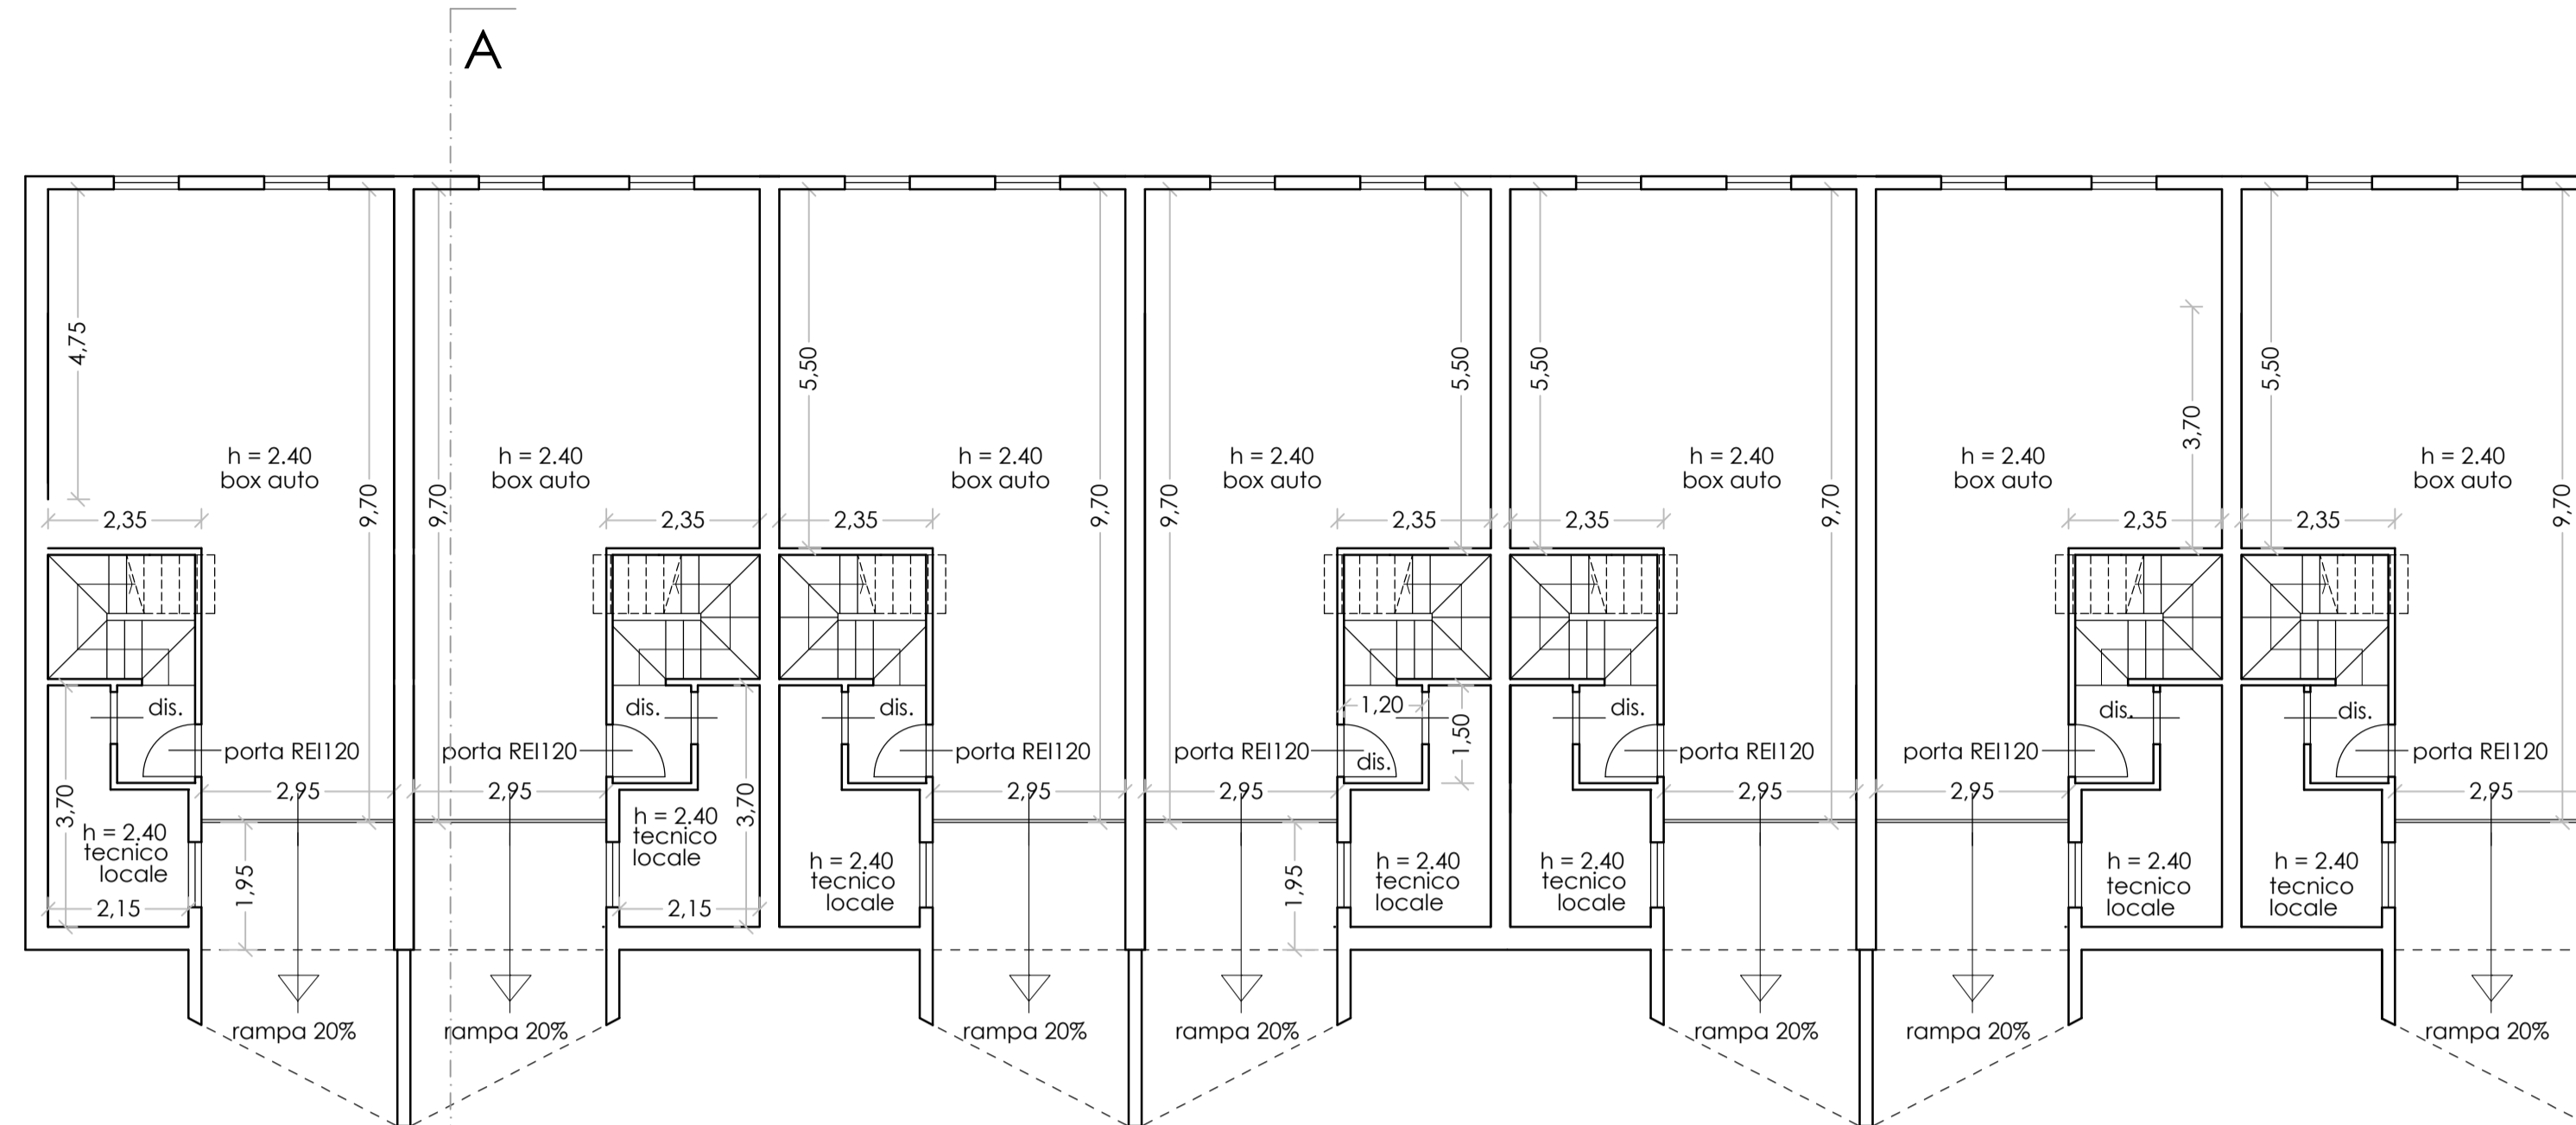 A
4,75
9,70
9,70
5,50
9,70
9,70
5,50
5,50
9,70
3,70
5,50
9,70
h = 2.40
box auto
h = 2.40
box auto
h = 2.40
box auto
h = 2.40
box auto
h = 2.40
box auto
h = 2.40
box auto
h = 2.40
box auto
2,35
2,35
2,35
2,35
2,35
2,35
2,35
dis.
dis.
dis.
1,20
1,50
dis.
dis.
dis.
dis.
porta REI120
porta REI120
porta REI120
porta REI120
porta REI120
porta REI120
porta REI120
2,95
2,95
2,95
2,95
2,95
2,95
2,95
3,70
h = 2.40
tecnico
locale
2,15
1,95
h = 2.40
tecnico
locale
3,70
2,15
h = 2.40
tecnico
locale
1,95
h = 2.40
tecnico
locale
h = 2.40
tecnico
locale
h = 2.40
tecnico
locale
h = 2.40
tecnico
locale
rampa 20%
rampa 20%
rampa 20%
rampa 20%
rampa 20%
rampa 20%
rampa 20%